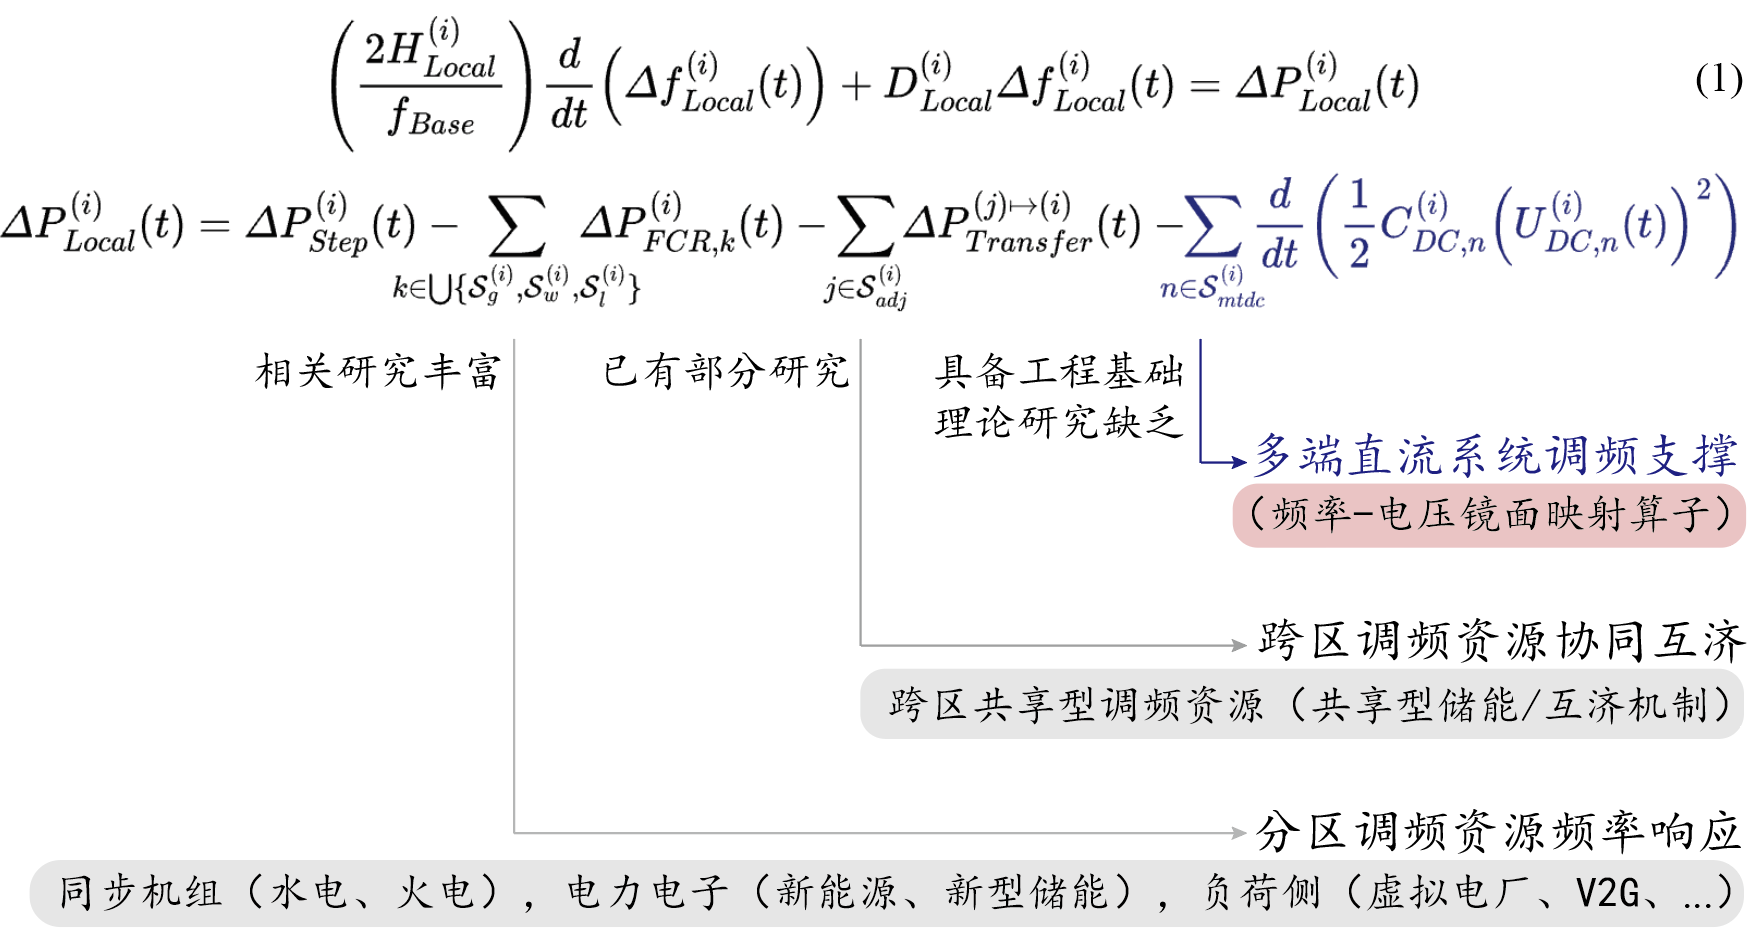 (2H_{Local}^{(i)}/f_{Base}) d/dt (Δf_{Local}^{(i)}(t)) + D_{Local}^{(i)} Δf_{Local}^{(i)}(t) = ΔP_{Local}^{(i)}(t) (1)
ΔP_{Local}^{(i)}(t) = ΔP_{Step}^{(i)}(t) − ∑_{k∈⋃{S_g^{(i)},S_w^{(i)},S_l^{(i)}}} ΔP_{FCR,k}^{(i)}(t) − ∑_{j∈S_{adj}^{(i)}} ΔP_{Transfer}^{(j)↦(i)}(t) − ∑_{n∈S_{mtdc}^{(i)}} d/dt (1/2 C_{DC,n}^{(i)} (U_{DC,n}^{(i)}(t))^2)
相关研究丰富
已有部分研究
具备工程基础
理论研究缺乏
多端直流系统调频支撑
（频率-电压镜面映射算子）
跨区调频资源协同互济
跨区共享型调频资源（共享型储能/互济机制）
分区调频资源频率响应
同步机组（水电、火电），电力电子（新能源、新型储能），负荷侧（虚拟电厂、V2G、...）